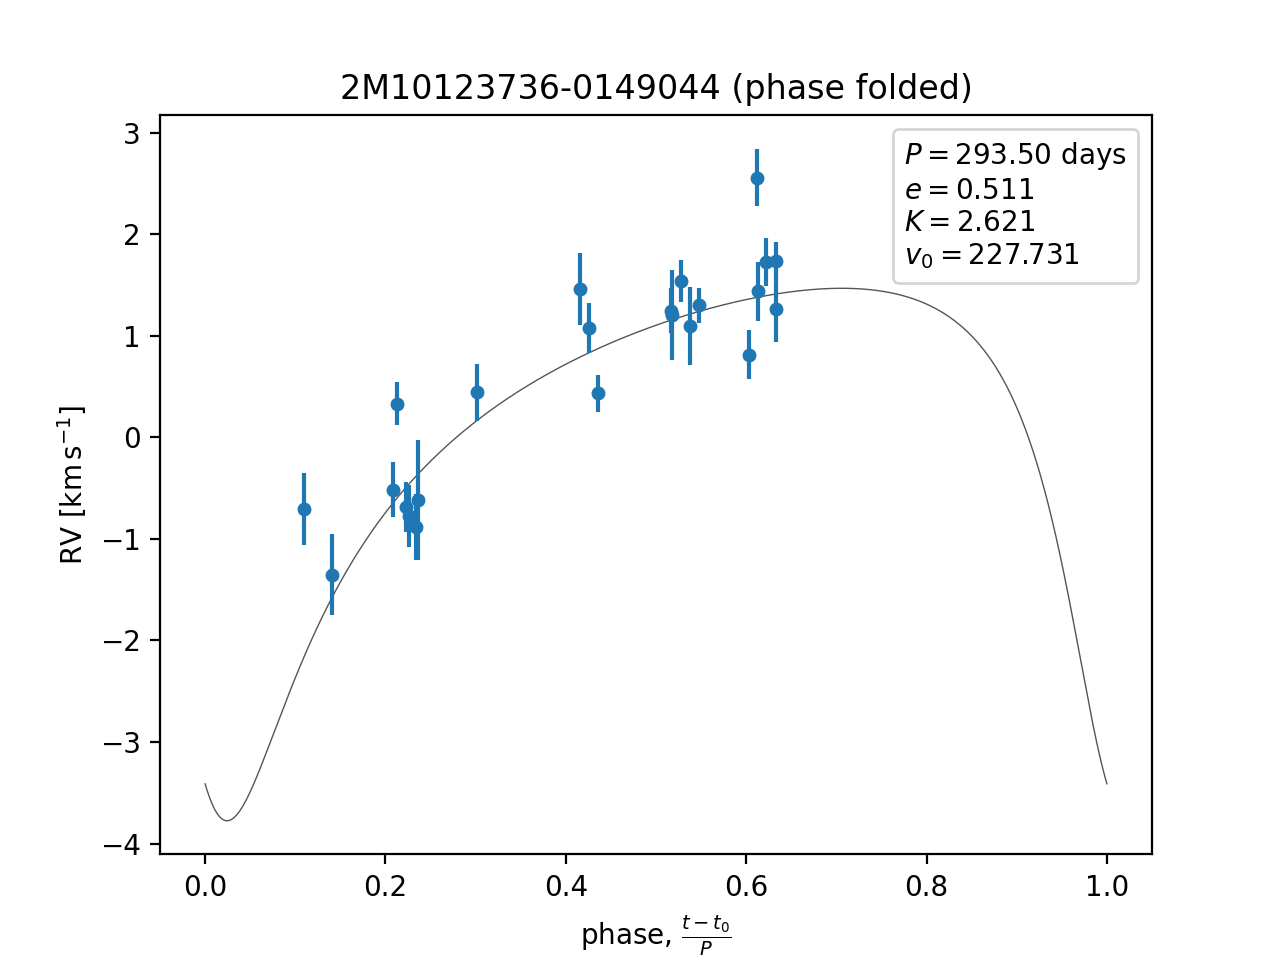 2M10123736-0149044 (phase folded)
P = 293.50 days
e = 0.511
K = 2.621
v₀ = 227.731
3
2
1
0
−1
−2
−3
−4
RV [km s⁻¹]
0.0 0.2 0.4 0.6 0.8 1.0
phase, (t − t₀)/P